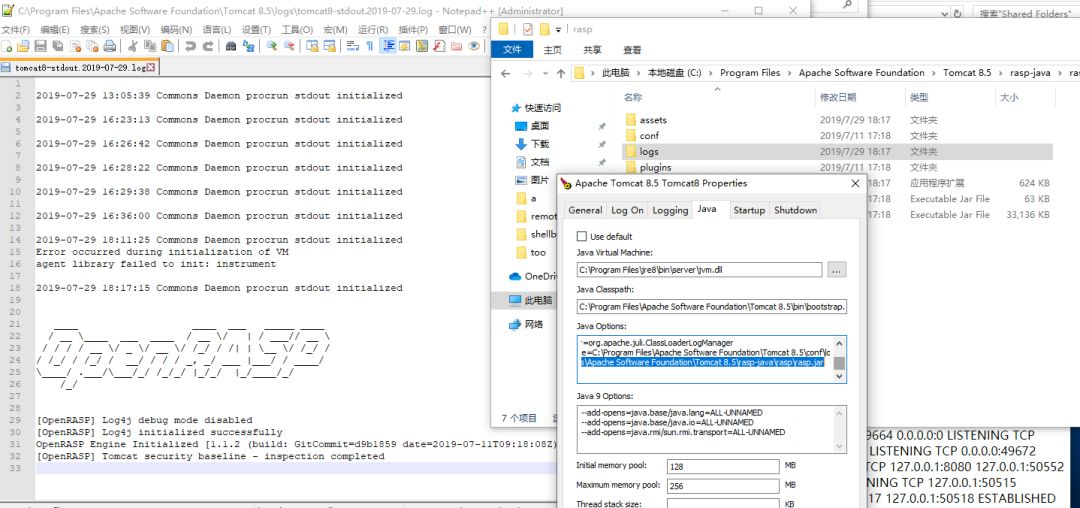 C:\Program Files\Apache Software Foundation\Tomcat 8.5\logs\tomcat8-stdout.2019-07-29.log - Notepad++ [Administrator]
文件(F) 编辑(E) 搜索(S) 视图(V) 编码(N) 语言(L) 设置(T) 工具(O) 宏(M) 运行(R) 插件(P) 窗口(W) ?
tomcat8-stdout.2019-07-29.log
1
2 2019-07-29 13:05:39 Commons Daemon procrun stdout initialized
3
4 2019-07-29 16:23:13 Commons Daemon procrun stdout initialized
5
6 2019-07-29 16:26:42 Commons Daemon procrun stdout initialized
7
8 2019-07-29 16:28:22 Commons Daemon procrun stdout initialized
9
10 2019-07-29 16:29:38 Commons Daemon procrun stdout initialized
11
12 2019-07-29 16:36:00 Commons Daemon procrun stdout initialized
13
14 2019-07-29 18:11:25 Commons Daemon procrun stdout initialized
15 Error occurred during initialization of VM
16 agent library failed to init: instrument
17
18 2019-07-29 18:17:15 Commons Daemon procrun stdout initialized
19
20
21
22
23
24
25
26
27
28
OpenRASP
29 [OpenRASP] Log4j debug mode disabled
30 [OpenRASP] Log4j initialized successfully
31 OpenRASP Engine Initialized [1.1.2 (build: GitCommit=d9b1859 date=2019-07-11T09:18:08Z)
32 [OpenRASP] Tomcat security baseline - inspection completed
33
rasp
文件 主页 共享 查看
此电脑 本地磁盘 (C:) Program Files Apache Software Foundation Tomcat 8.5 rasp-java
搜索"Shared Folders"
名称 修改日期 类型 大小
assets 2019/7/29 18:17 文件夹
conf 2019/7/11 17:18 文件夹
logs 2019/7/29 18:17 文件夹
plugins 2019/7/11 17:18 文件夹
18:17 应用程序扩展 624 KB
17:18 Executable Jar File 63 KB
17:18 Executable Jar File 33,136 KB
快速访问
桌面
下载
文档
图片
a
remot
shellb
too
OneDriv
此电脑
网络
7 个项目
Apache Tomcat 8.5 Tomcat8 Properties
General Log On Logging Java Startup Shutdown
Use default
Java Virtual Machine:
C:\Program Files\jre8\bin\server\jvm.dll
...
Java Classpath:
C:\Program Files\Apache Software Foundation\Tomcat 8.5\bin\bootstrap.
Java Options:
=org.apache.juli.ClassLoaderLogManager
e=C:\Program Files\Apache Software Foundation\Tomcat 8.5\conf\
s\Apache Software Foundation\Tomcat 8.5\rasp-java\rasp\rasp.jar
Java 9 Options:
--add-opens=java.base/java.lang=ALL-UNNAMED
--add-opens=java.base/java.io=ALL-UNNAMED
--add-opens=java.rmi/sun.rmi.transport=ALL-UNNAMED
Initial memory pool: 128 MB
Maximum memory pool: 256 MB
Thread stack size: KB
9664 0.0.0.0:0 LISTENING TCP
ENING TCP 0.0.0.0:49672
TCP 127.0.0.1:8080 127.0.0.1:50552
NING TCP 127.0.0.1:50515
17 127.0.0.1:50518 ESTABLISHED